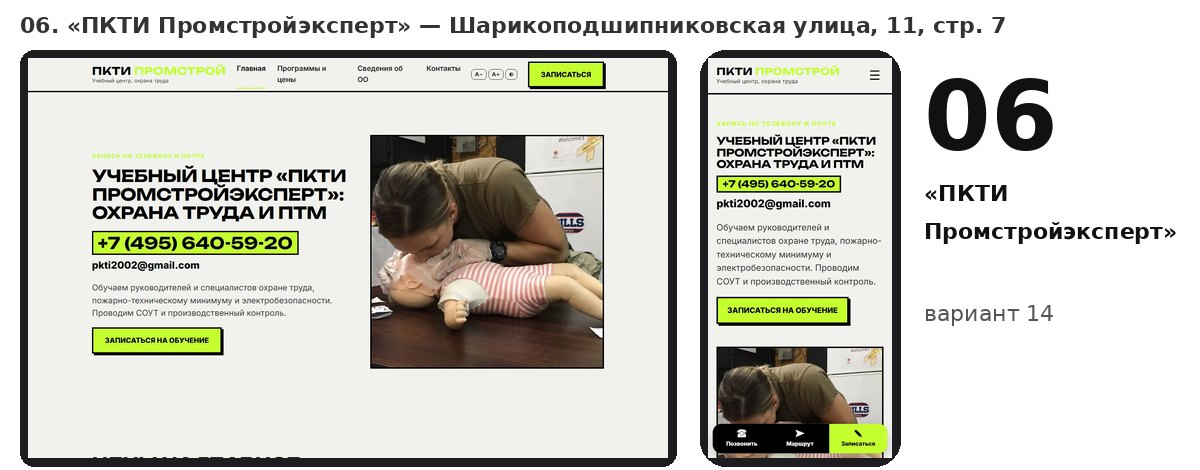 06. «ПКТИ Промстройэксперт» — Шарикоподшипниковская улица, 11, стр. 7
ПКТИ ПРОМСТРОЙ
Учебный центр, охрана труда
Главная
Программы и
цены
Сведения об
ОО
Контакты
A−
A+
ЗАПИСАТЬСЯ
ЗАПИСЬ ПО ТЕЛЕФОНУ И ПОЧТЕ
УЧЕБНЫЙ ЦЕНТР «ПКТИ
ПРОМСТРОЙЭКСПЕРТ»:
ОХРАНА ТРУДА И ПТМ
+7 (495) 640-59-20
pkti2002@gmail.com
Обучаем руководителей и специалистов охране труда,
пожарно-техническому минимуму и электробезопасности.
Проводим СОУТ и производственный контроль.
ЗАПИСАТЬСЯ НА ОБУЧЕНИЕ
Welcome
ПКТИ ПРОМСТРОЙ
Учебный центр, охрана труда
ЗАПИСЬ ПО ТЕЛЕФОНУ И ПОЧТЕ
УЧЕБНЫЙ ЦЕНТР «ПКТИ
ПРОМСТРОЙЭКСПЕРТ»:
ОХРАНА ТРУДА И ПТМ
+7 (495) 640-59-20
pkti2002@gmail.com
Обучаем руководителей и
специалистов охране труда, пожарно-
техническому минимуму и
электробезопасности. Проводим
СОУТ и производственный контроль.
ЗАПИСАТЬСЯ НА ОБУЧЕНИЕ
Позвонить
Маршрут
Записаться
06
«ПКТИ
Промстройэксперт»
вариант 14